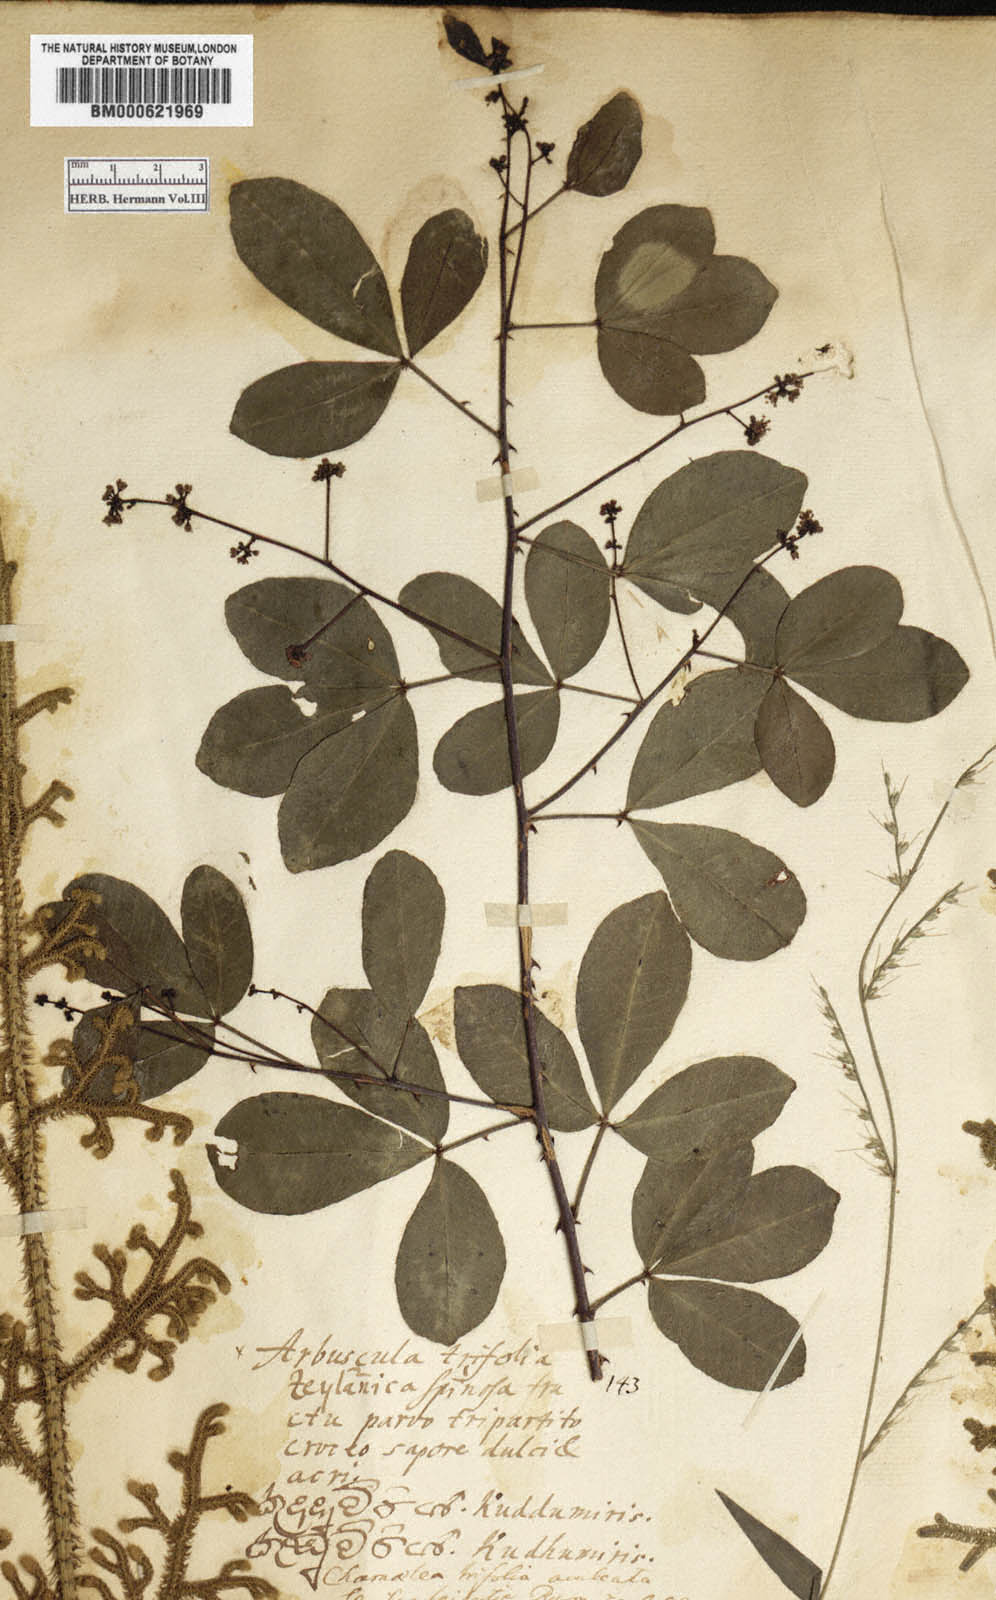 THE NATURAL HISTORY MUSEUM,LONDON
DEPARTMENT OF BOTANY
BM000621969
mm 1 2 3
HERB. Hermann Vol.III
Arbuscula trifolia
zeylanica spinosa fru
ctu parvo tripartito
croceo sapore dulci &
acri.
143
Kuddumiris.
Kudhumiris.
Chamaelea trifolia aculeata